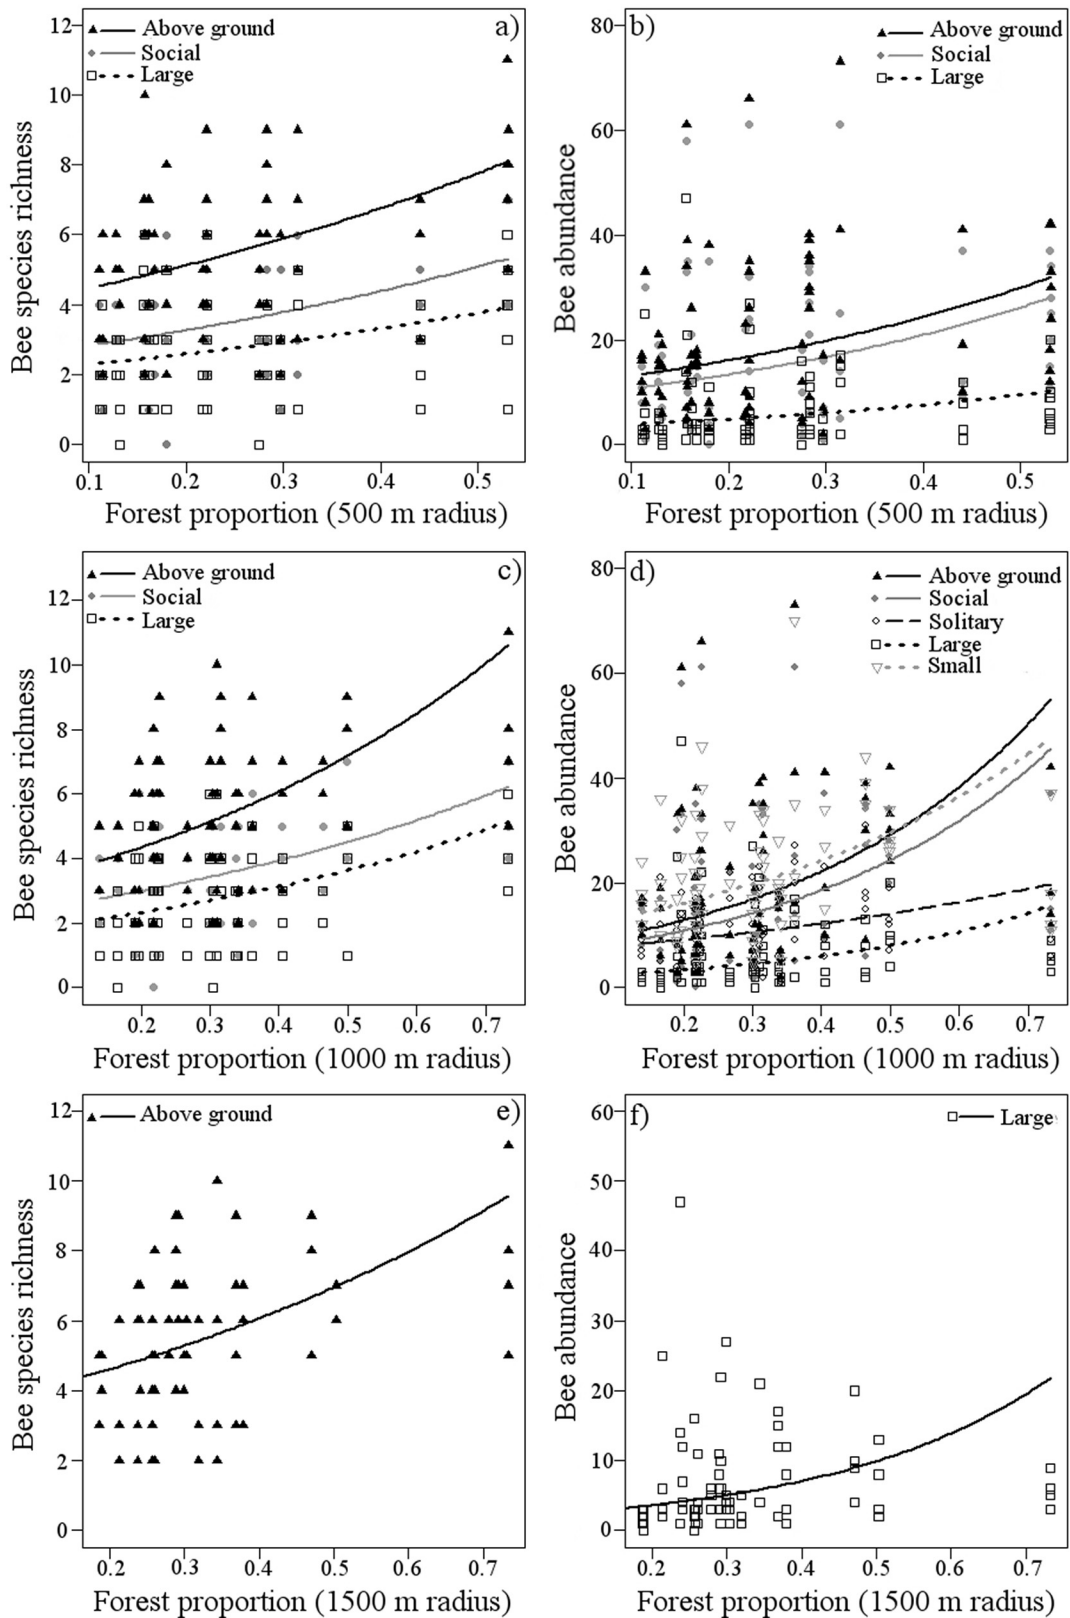 a)
Above ground
Social
Large
12
10
8
6
4
2
0
Bee species richness
0.1 0.2 0.3 0.4 0.5
Forest proportion (500 m radius)
b)
Above ground
Social
Large
80
60
40
20
0
Bee abundance
0.1 0.2 0.3 0.4 0.5
Forest proportion (500 m radius)
c)
Above ground
Social
Large
12
10
8
6
4
2
0
Bee species richness
0.2 0.3 0.4 0.5 0.6 0.7
Forest proportion (1000 m radius)
d)
Above ground
Social
Solitary
Large
Small
80
60
40
20
0
Bee abundance
0.2 0.3 0.4 0.5 0.6 0.7
Forest proportion (1000 m radius)
e)
Above ground
12
10
8
6
4
2
0
Bee species richness
0.2 0.3 0.4 0.5 0.6 0.7
Forest proportion (1500 m radius)
f)
Large
60
50
40
30
20
10
0
Bee abundance
0.2 0.3 0.4 0.5 0.6 0.7
Forest proportion (1500 m radius)